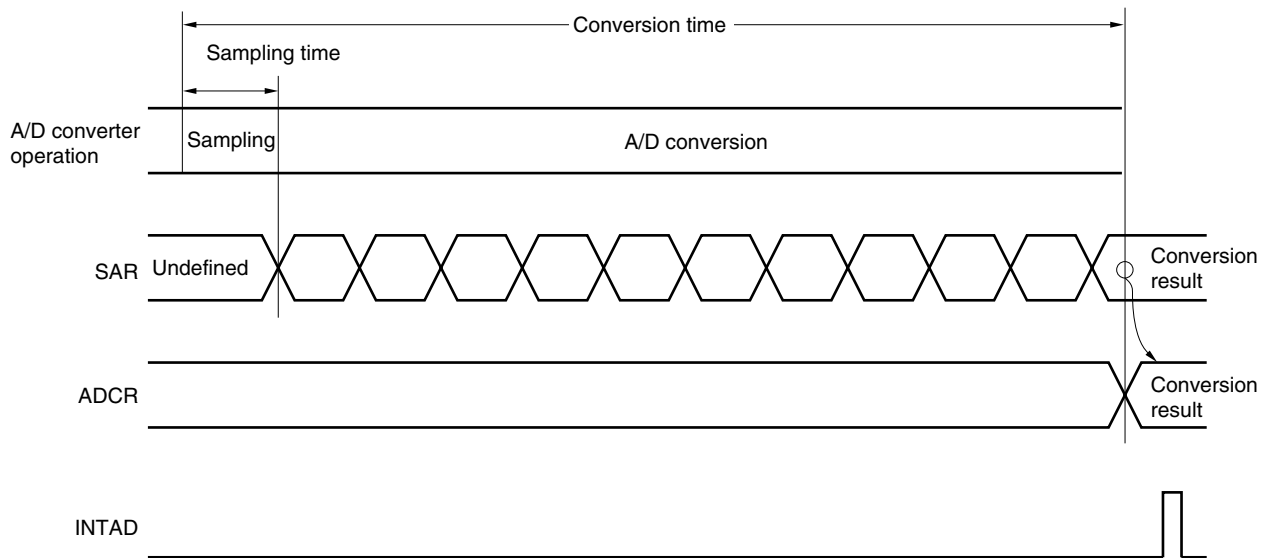 Conversion time
Sampling time
A/D converter
operation
Sampling
A/D conversion
SAR
Undefined
Conversion
result
ADCR
Conversion
result
INTAD